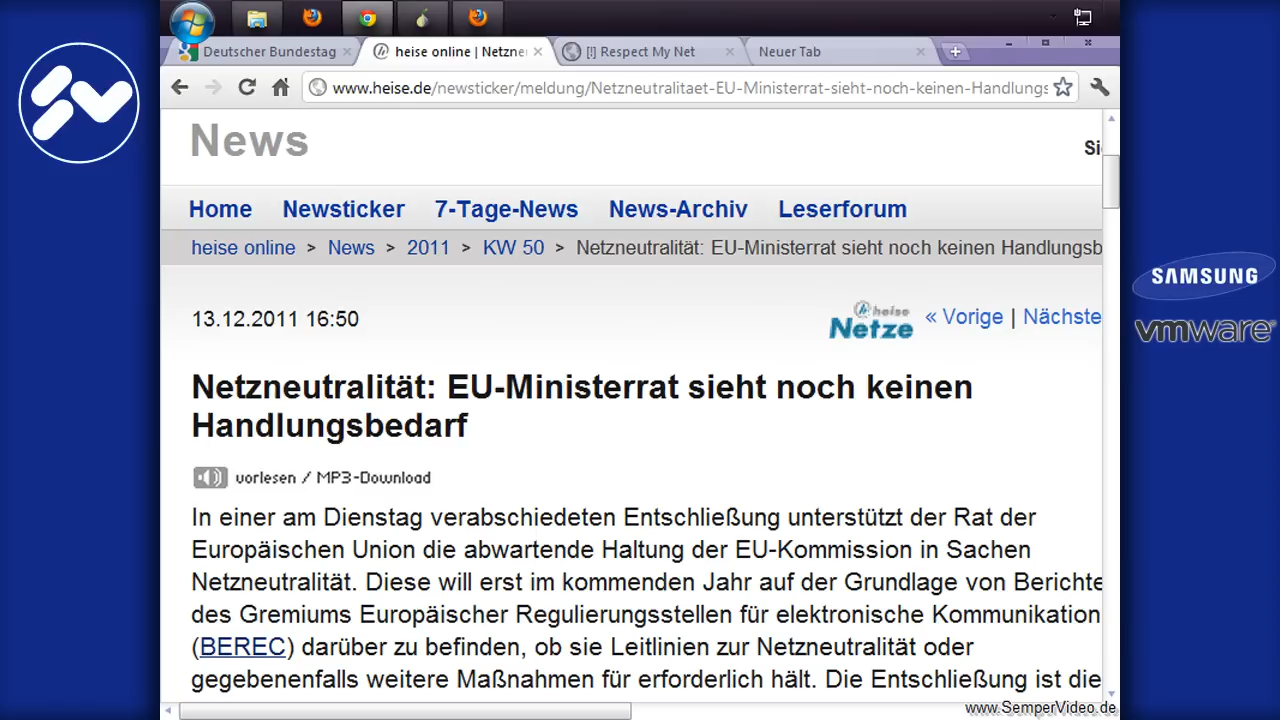 Deutscher Bundestag
heise online | Netzne
[!] Respect My Net
Neuer Tab
www.heise.de/newsticker/meldung/Netzneutralitaet-EU-Ministerrat-sieht-noch-keinen-Handlungs
News
Si
Home Newsticker 7-Tage-News News-Archiv Leserforum
heise online > News > 2011 > KW 50 > Netzneutralität: EU-Ministerrat sieht noch keinen Handlungsb
13.12.2011 16:50
heise
Netze
« Vorige | Nächste
Netzneutralität: EU-Ministerrat sieht noch keinen
Handlungsbedarf
vorlesen / MP3-Download
In einer am Dienstag verabschiedeten Entschließung unterstützt der Rat der
Europäischen Union die abwartende Haltung der EU-Kommission in Sachen
Netzneutralität. Diese will erst im kommenden Jahr auf der Grundlage von Berichte
des Gremiums Europäischer Regulierungsstellen für elektronische Kommunikation
(BEREC) darüber zu befinden, ob sie Leitlinien zur Netzneutralität oder
gegebenenfalls weitere Maßnahmen für erforderlich hält. Die Entschließung ist die
SAMSUNG
vmware
www.SemperVideo.de